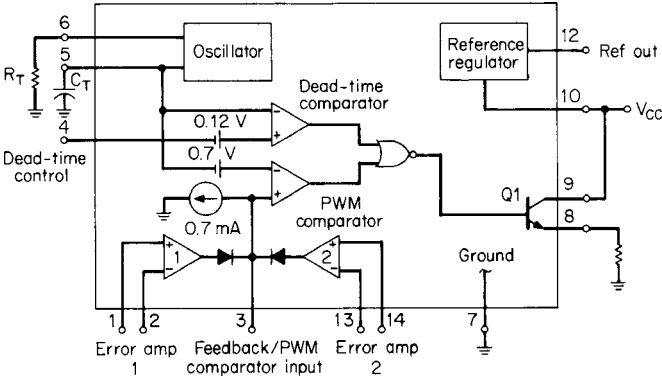 6
12
Oscillator
Reference
regulator
Ref out
5
R_T
C_T
Dead-time
comparator
10
V_CC
4
0.12 V
Dead-time
control
0.7 V
-
+
-
+
9
Q1
8
PWM
comparator
0.7 mA
+
1
-
2
+
-
Ground
1
2
3
13
14
7
Error amp
1
Feedback/PWM
comparator input
Error amp
2